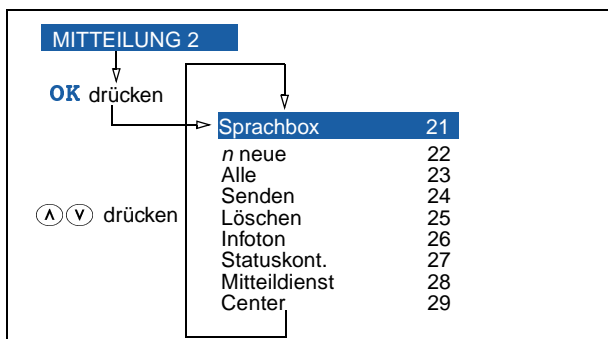 MITTEILUNG 2
OK drücken
Sprachbox 21
n neue 22
Alle 23
Senden 24
drücken
Löschen 25
Infoton 26
Statuskont. 27
Mitteildienst 28
Center 29